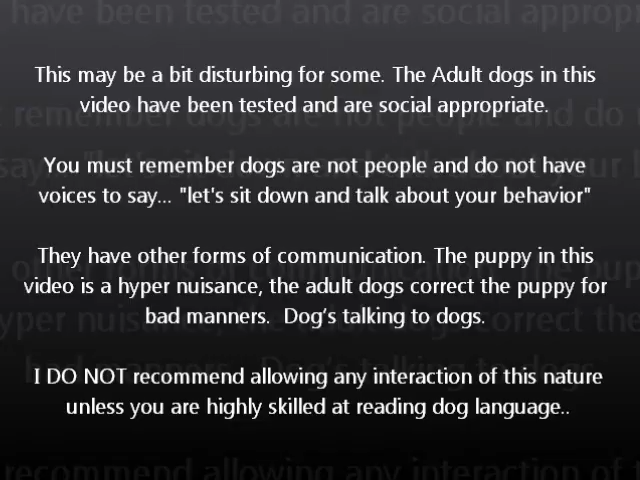 This may be a bit disturbing for some. The Adult dogs in this
video have been tested and are social appropriate.
You must remember dogs are not people and do not have
voices to say... "let's sit down and talk about your behavior"
They have other forms of communication. The puppy in this
video is a hyper nuisance, the adult dogs correct the puppy for
bad manners. Dog's talking to dogs.
I DO NOT recommend allowing any interaction of this nature
unless you are highly skilled at reading dog language..